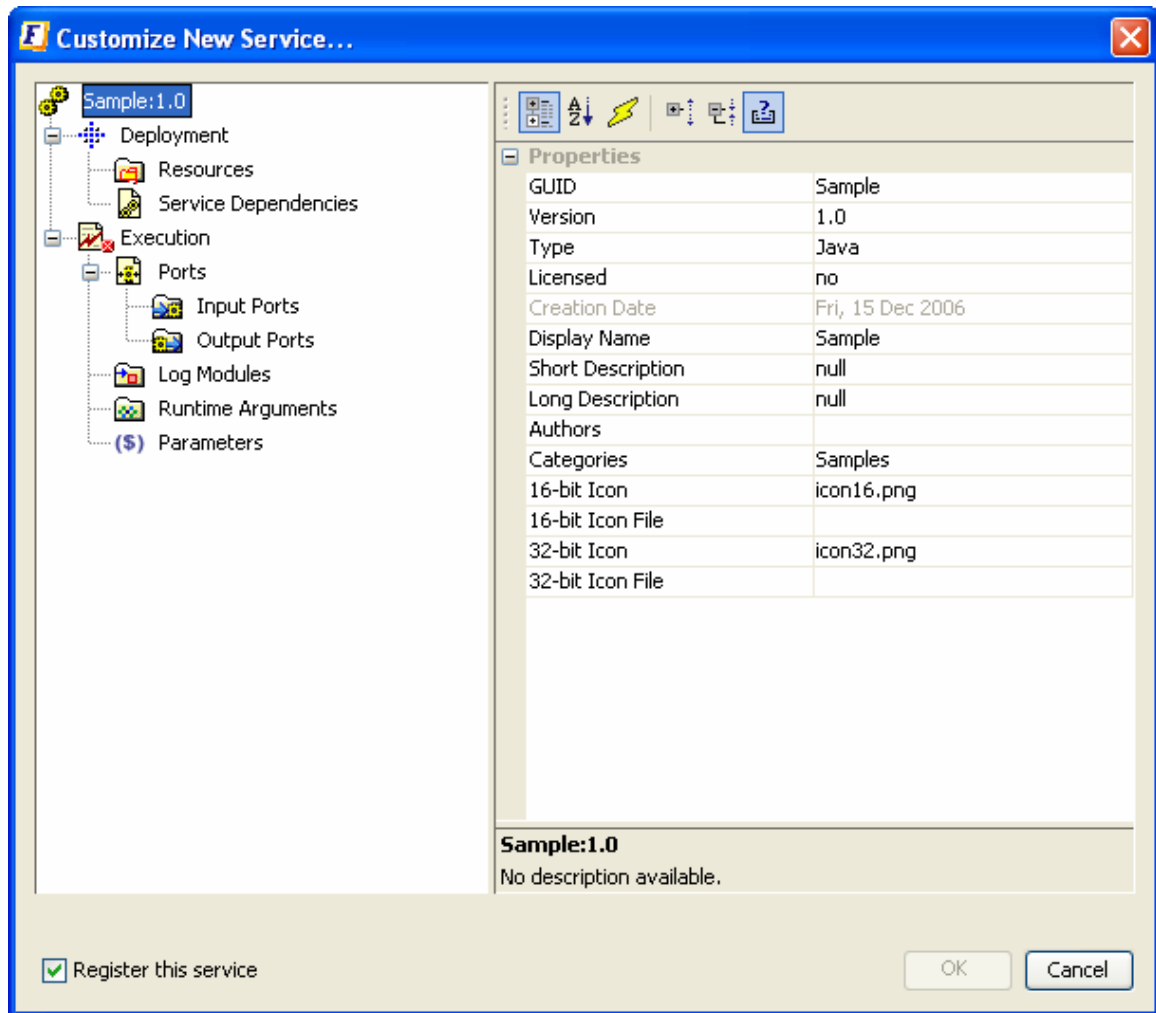 Customize New Service...
Sample:1.0
Deployment
Resources
Service Dependencies
Execution
Ports
Input Ports
Output Ports
Log Modules
Runtime Arguments
($) Parameters
Properties
GUID Sample
Version 1.0
Type Java
Licensed no
Creation Date Fri, 15 Dec 2006
Display Name Sample
Short Description null
Long Description null
Authors
Categories Samples
16-bit Icon icon16.png
16-bit Icon File
32-bit Icon icon32.png
32-bit Icon File
Sample:1.0
No description available.
Register this service
OK Cancel